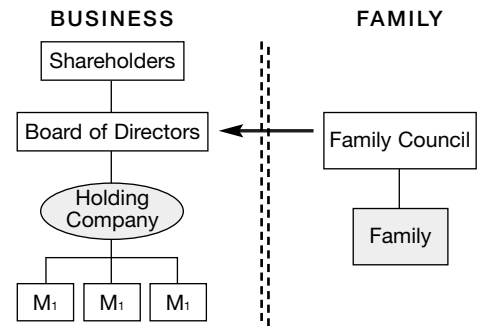 BUSINESS
FAMILY
Shareholders
Board of Directors
Family Council
Holding
Company
Family
M1
M1
M1